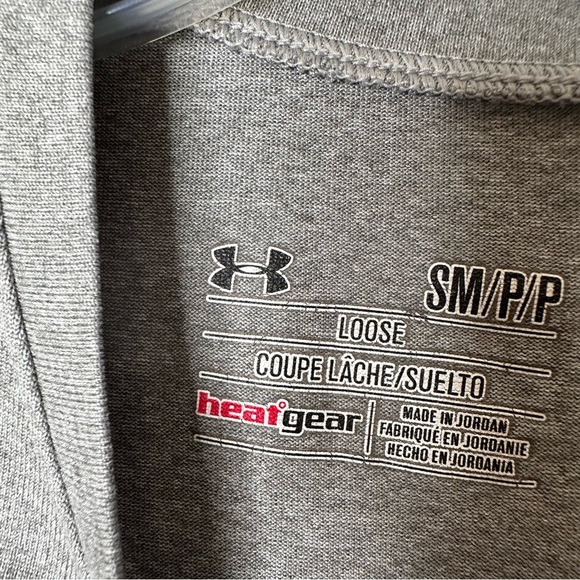 SM/P/P
LOOSE
COUPE LÂCHE/SUELTO
heatgear
MADE IN JORDAN
FABRIQUÉ EN JORDANIE
HECHO EN JORDANIA